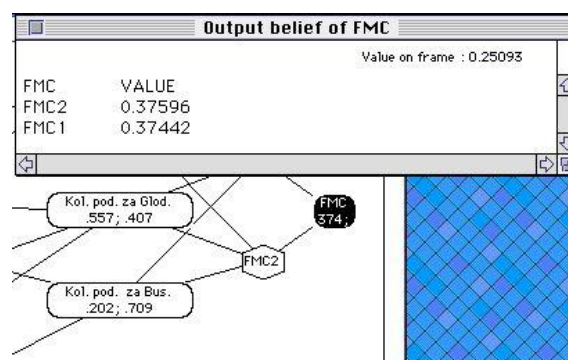 Output belief of FMC
Value on frame : 0.25093
FMC VALUE
FMC2 0.37596
FMC1 0.37442
Kol. pod. za Glod.
.557; .407
FMC
374;
FMC2
Kol. pod. za Bus.
.202; .709